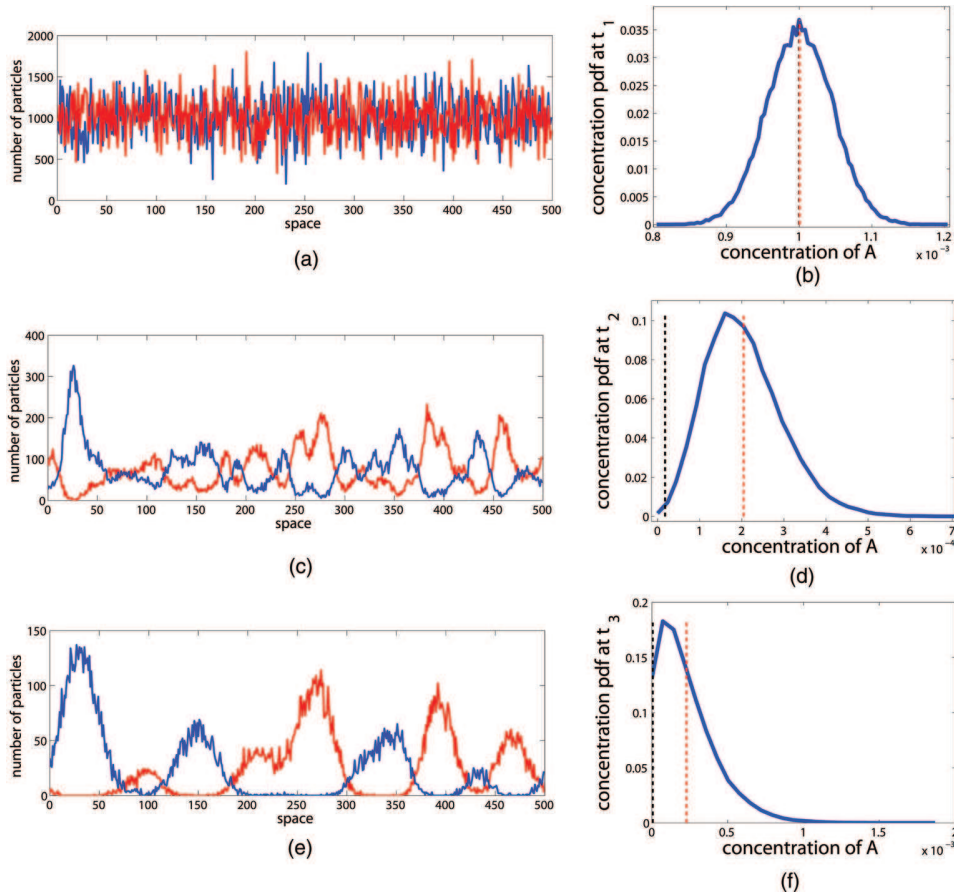 2000
1500
1000
500
0
number of particles
0 50 100 150 200 250 300 350 400 450 500
space
(a)
0.035
0.03
0.025
0.02
0.015
0.01
0.005
0
concentration pdf at t 1
0.8 0.9 1 1.1 1.2
x 10 -3
concentration of A
(b)
400
300
200
100
0
number of particles
0 50 100 150 200 250 300 350 400 450 500
space
(c)
0.1
0.08
0.06
0.04
0.02
0
concentration pdf at t 2
0 1 2 3 4 5 6 7
x 10 -4
concentration of A
(d)
150
100
50
0
number of particles
0 50 100 150 200 250 300 350 400 450 500
space
(e)
0.2
0.15
0.1
0.05
0
concentration pdf at t 3
0 0.5 1 1.5 2
x 10 -3
concentration of A
(f)